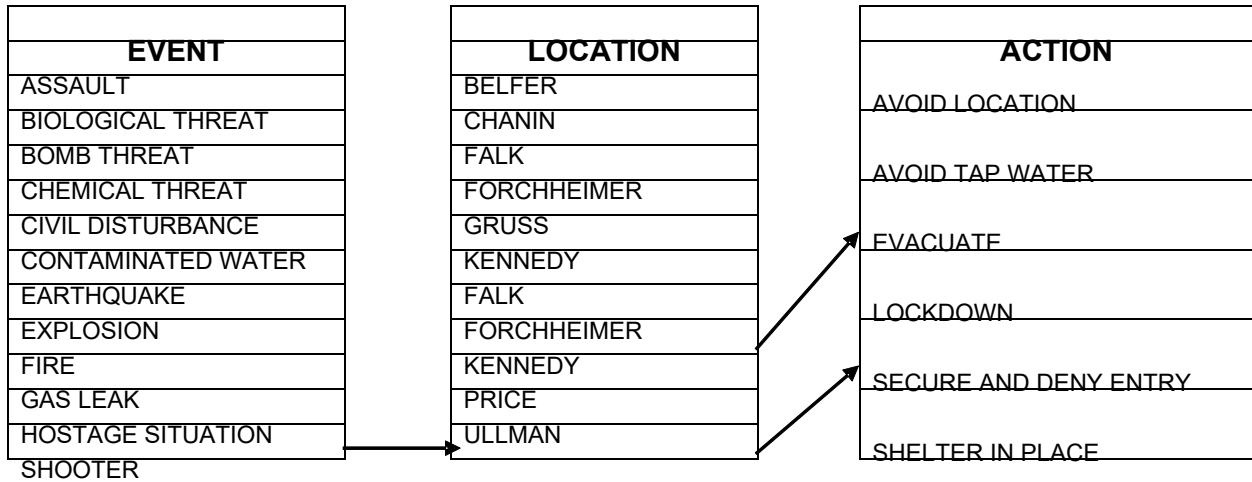 EVENT
ASSAULT
BIOLOGICAL THREAT
BOMB THREAT
CHEMICAL THREAT
CIVIL DISTURBANCE
CONTAMINATED WATER
EARTHQUAKE
EXPLOSION
FIRE
GAS LEAK
HOSTAGE SITUATION
SHOOTER
LOCATION
BELFER
CHANIN
FALK
FORCHHEIMER
GRUSS
KENNEDY
FALK
FORCHHEIMER
KENNEDY
PRICE
ULLMAN
ACTION
AVOID LOCATION
AVOID TAP WATER
EVACUATE
LOCKDOWN
SECURE AND DENY ENTRY
SHELTER IN PLACE